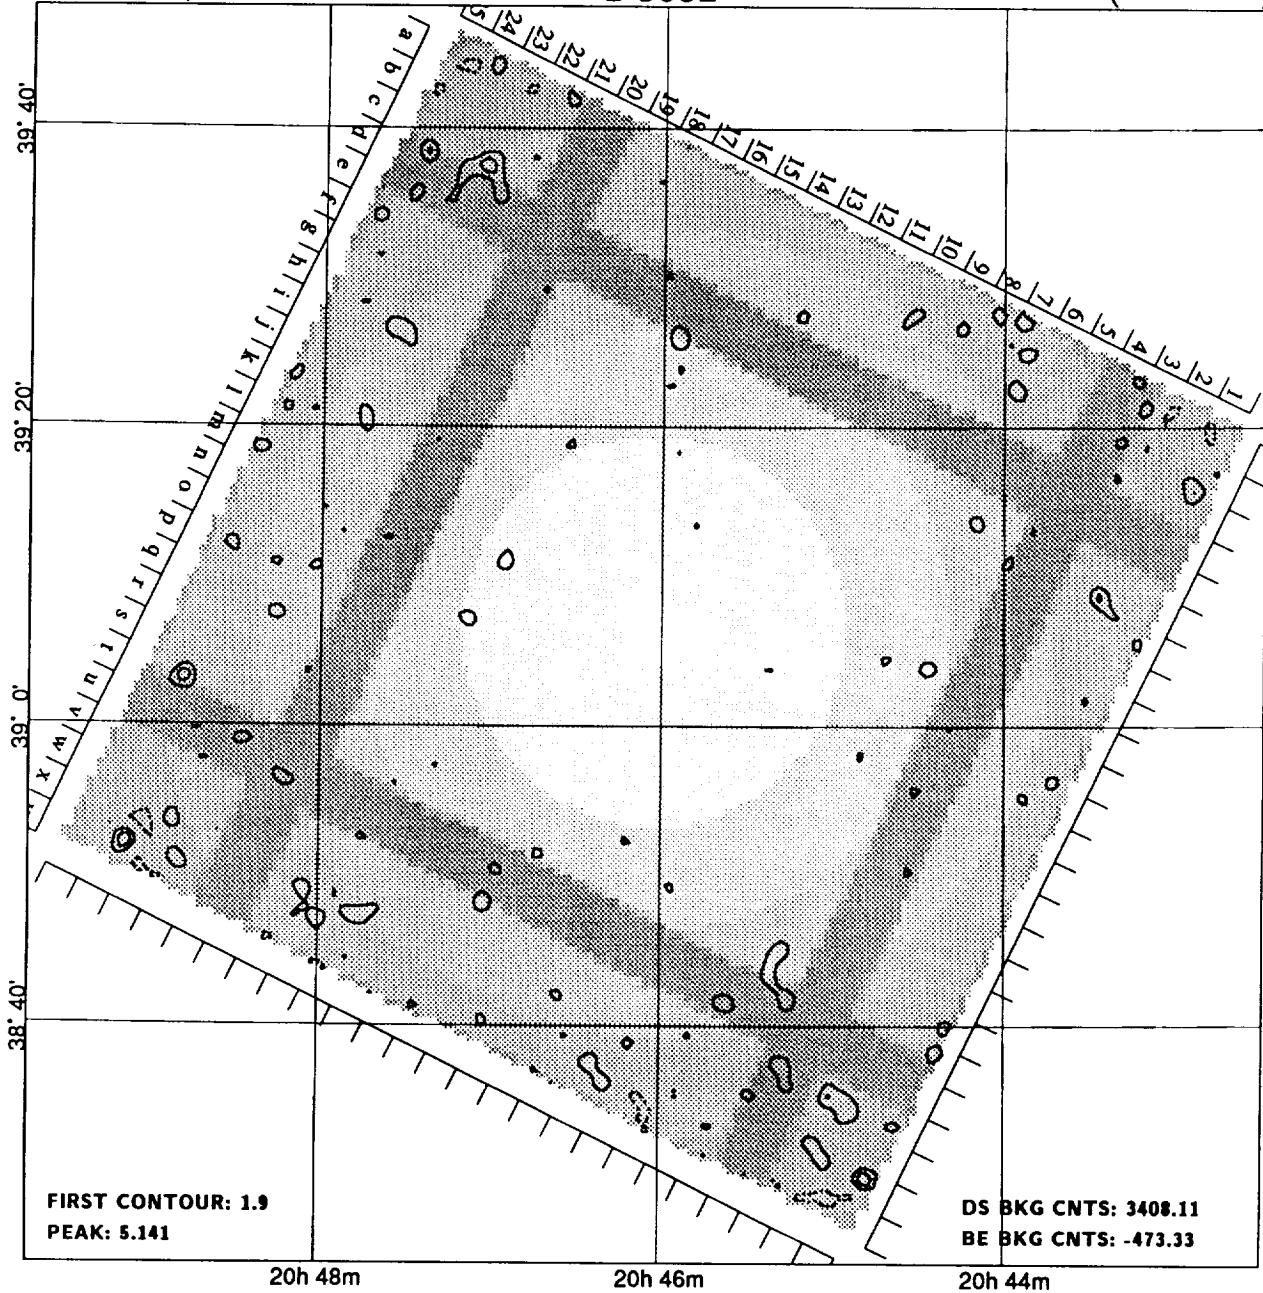 25 24 23 22 21 20 19 18 17 16 15 14 13 12 11 10 9 8 7 6 5 4 3 2 1
a b c d e f g h i j k l m n o p q r s t u v w x
39° 40'
39° 20'
39° 0'
38° 40'
FIRST CONTOUR: 1.9
PEAK: 5.141
DS BKG CNTS: 3408.11
BE BKG CNTS: -473.33
20h 48m
20h 46m
20h 44m